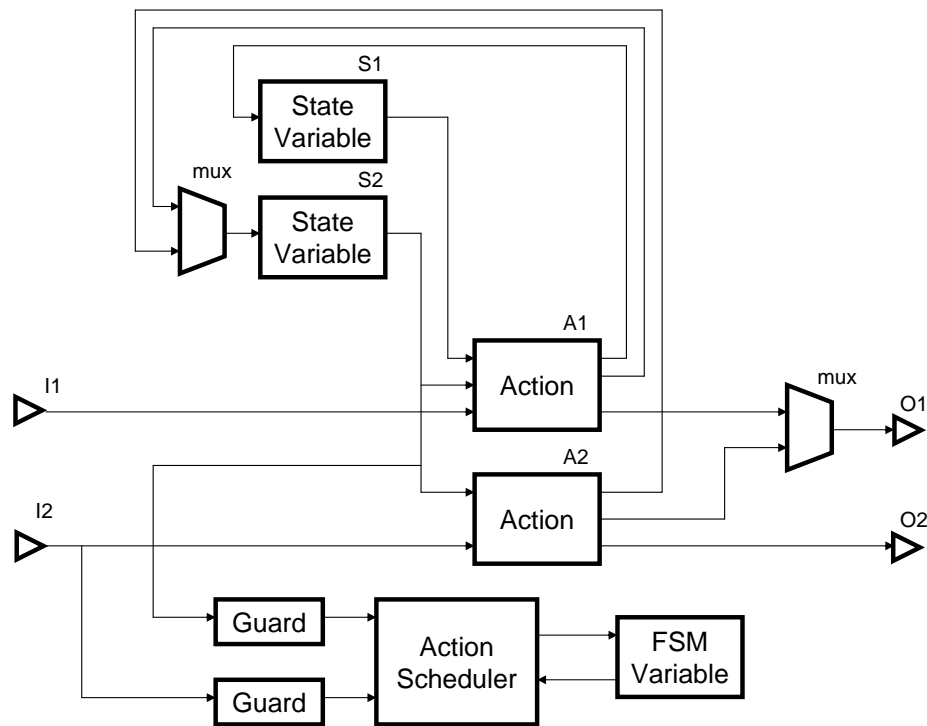 S1
State
Variable
mux
S2
State
Variable
A1
Action
I1
mux
O1
A2
Action
I2
O2
Guard
Action
Scheduler
FSM
Variable
Guard